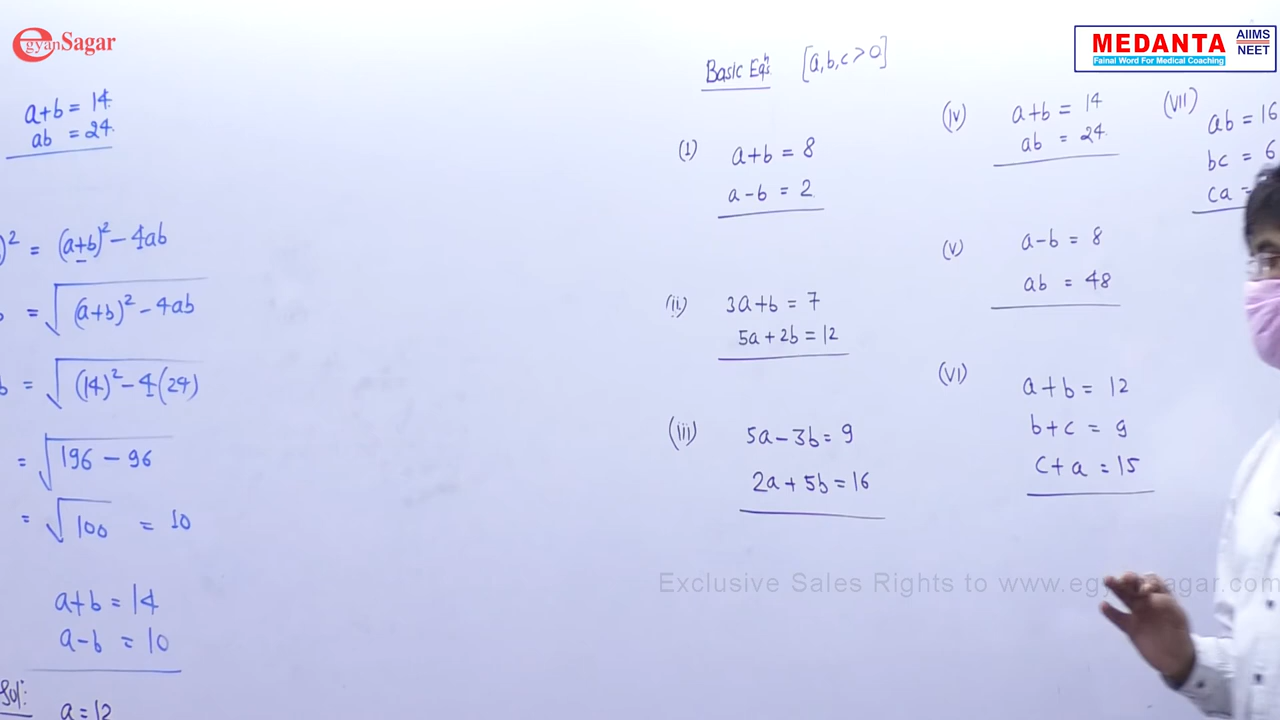 egyanSagar
MEDANTA
AIIMS
NEET
Fainal Word For Medical Coaching
a+b = 14
ab = 24
)² = (a+b)² - 4ab
= √(a+b)² - 4ab
b = √(14)² - 4(24)
= √196 - 96
= √100 = 10
a+b = 14
a-b = 10
Sol:
a=12
Basic Eqⁿs [a,b,c>0]
(1) a+b = 8
a-b = 2
(ii) 3a+b = 7
5a+2b=12
(iii) 5a-3b=9
2a+5b=16
(iv) a+b = 14
ab = 24
(v) a-b = 8
ab = 48
(VI) a+b = 12
b+c = 9
c+a = 15
(VII) ab = 16
bc = 6
ca =
Exclusive Sales Rights to www.egyansagar.com